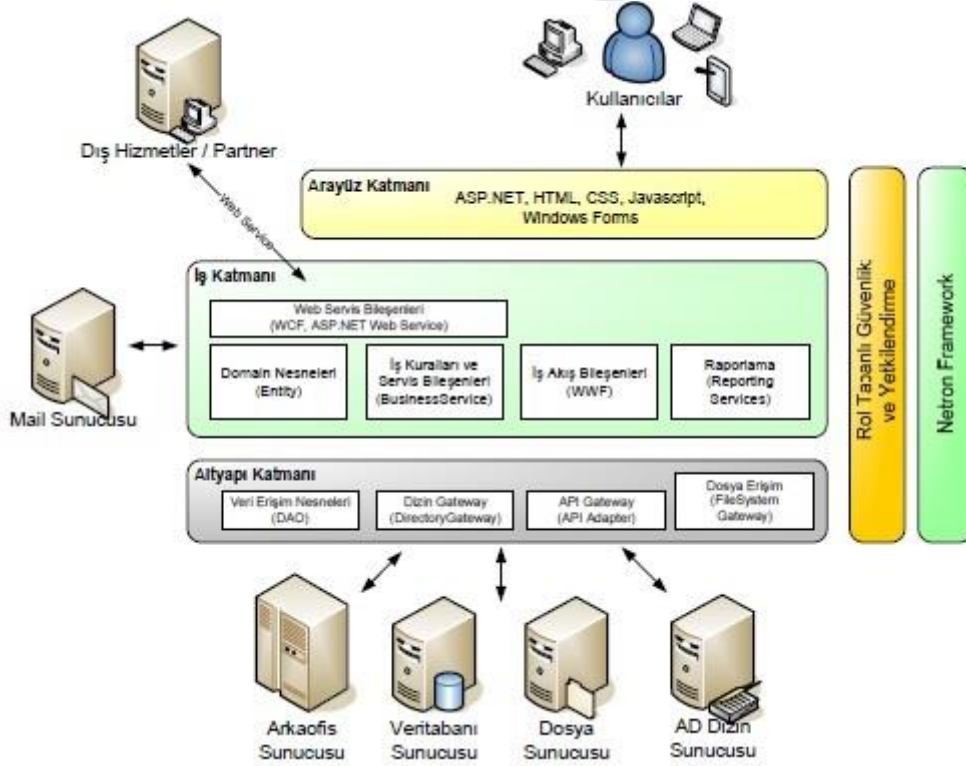 Kullanıcılar
Dış Hizmetler / Partner
Web Service
Arayüz Katmanı
ASP.NET, HTML, CSS, Javascript,
Windows Forms
İş Katmanı
Web Servis Bileşenleri
(WCF, ASP.NET Web Service)
Domain Nesneleri
(Entity)
İş Kuralları ve
Servis Bileşenleri
(BusinessService)
İş Akış Bileşenleri
(WWF)
Raporlama
(Reporting
Services)
Mail Sunucusu
Altyapı Katmanı
Veri Erişim Nesneleri
(DAO)
Dizin Gateway
(DirectoryGateway)
API Gateway
(API Adapter)
Dosya Erişim
(FileSystem
Gateway)
Rol Tabanlı Güvenlik
ve Yetkilendirme
Netron Framework
Arkaofis
Sunucusu
Veritabanı
Sunucusu
Dosya
Sunucusu
AD Dizin
Sunucusu